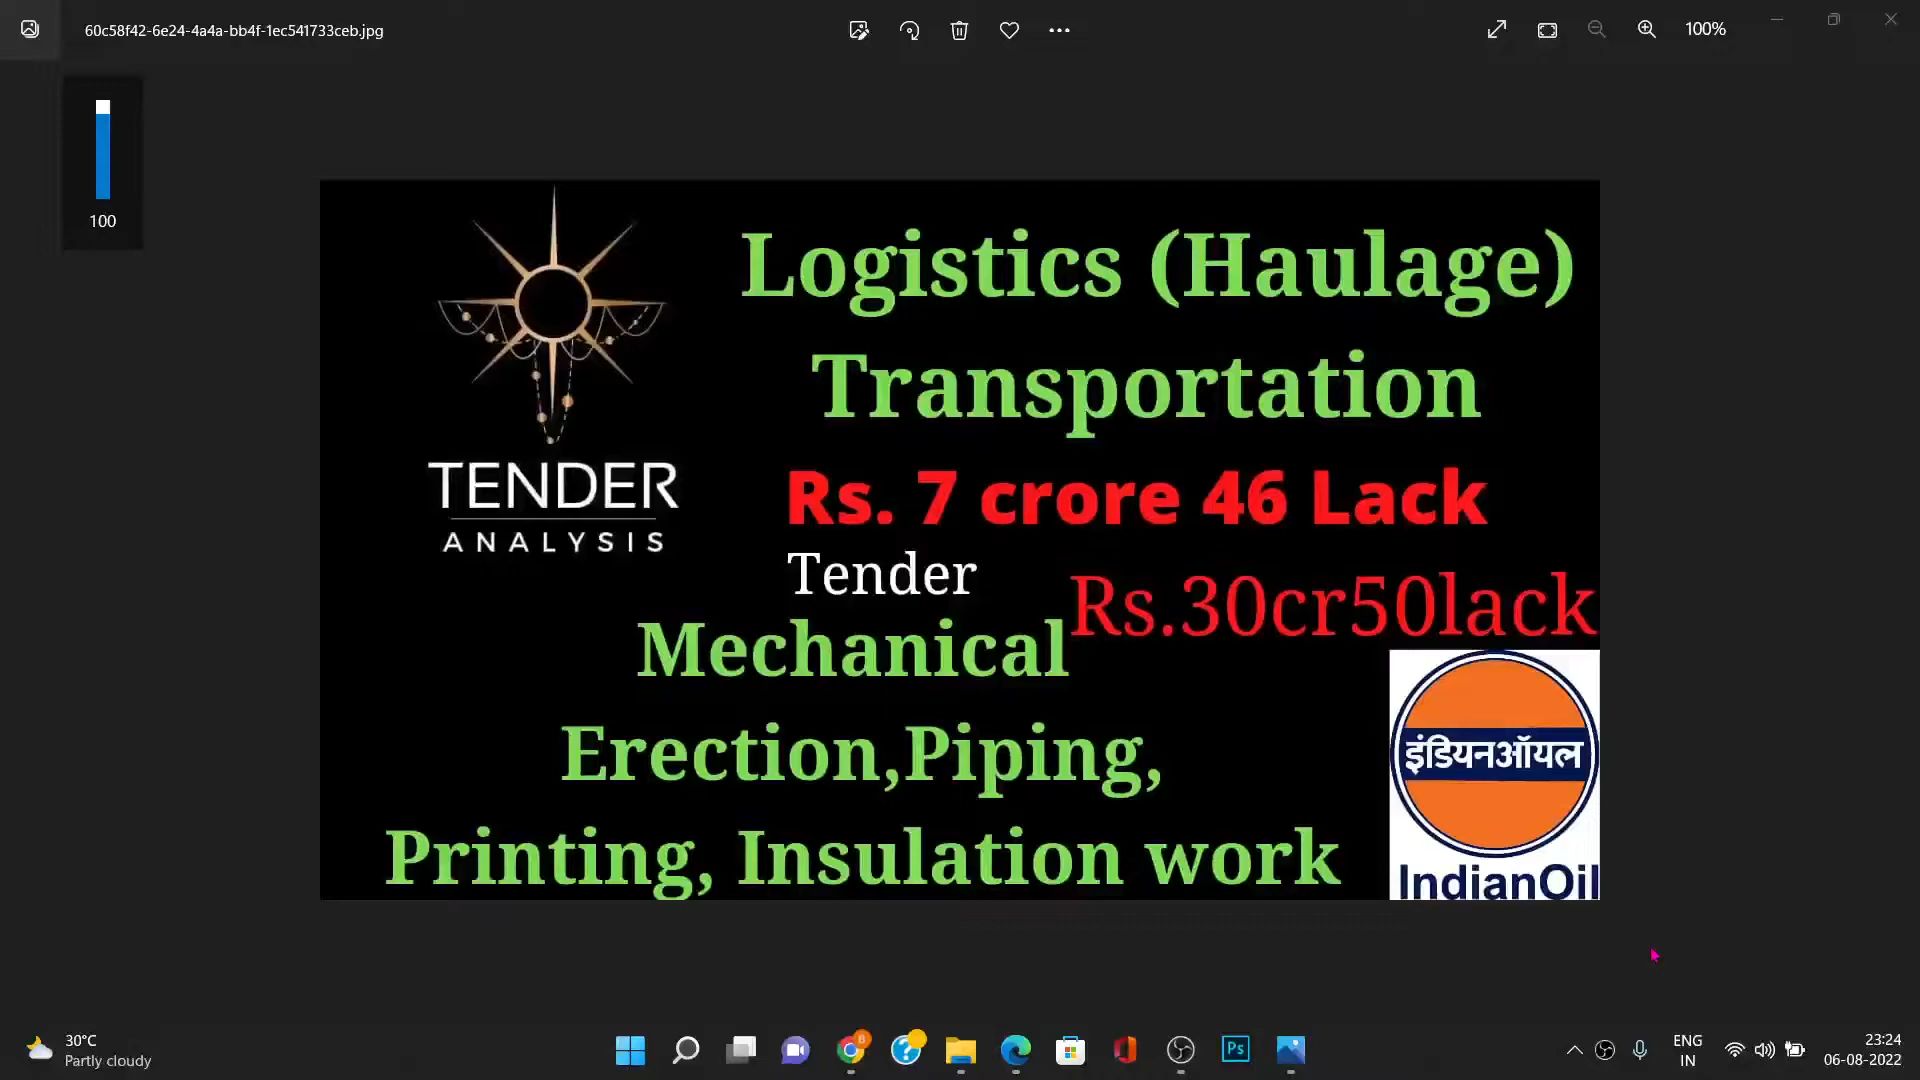 60c58f42-6e24-4a4a-bb4f-1ec541733ceb.jpg
100%
100
Logistics (Haulage)
Transportation
Rs. 7 crore 46 Lack
TENDER
ANALYSIS
Tender
Rs.30cr50lack
Mechanical
Erection,Piping,
Printing, Insulation work
इंडियनऑयल
IndianOil
30°C
Partly cloudy
B
Ps
ENG
IN
23:24
06-08-2022